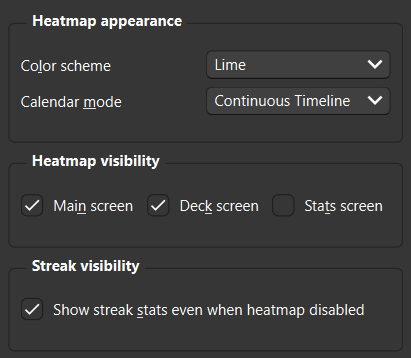 Heatmap appearance
Color scheme Lime
Calendar mode Continuous Timeline
Heatmap visibility
Main screen Deck screen Stats screen
Streak visibility
Show streak stats even when heatmap disabled